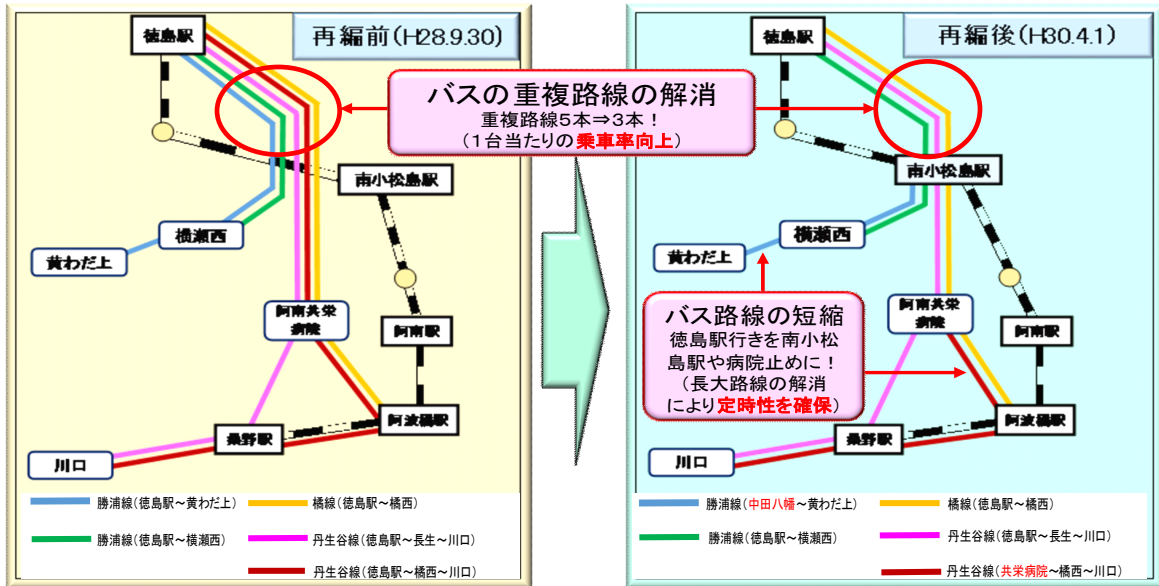 再編前(H28.9.30)
徳島駅
南小松島駅
横瀬西
黄わだ上
阿南共栄
病院
阿南駅
阿波橘駅
桑野駅
川口
勝浦線(徳島駅～黄わだ上)
橘線(徳島駅～橘西)
勝浦線(徳島駅～横瀬西)
丹生谷線(徳島駅～長生～川口)
丹生谷線(徳島駅～橘西～川口)
バスの重複路線の解消
重複路線5本⇒3本！
(1台当たりの乗車率向上)
再編後(H30.4.1)
徳島駅
南小松島駅
横瀬西
黄わだ上
バス路線の短縮
徳島駅行きを南小松
島駅や病院止めに！
(長大路線の解消
により定時性を確保)
阿南共栄
病院
阿南駅
阿波橘駅
桑野駅
川口
勝浦線(中田八幡～黄わだ上)
橘線(徳島駅～橘西)
勝浦線(徳島駅～横瀬西)
丹生谷線(徳島駅～長生～川口)
丹生谷線(共栄病院～橘西～川口)